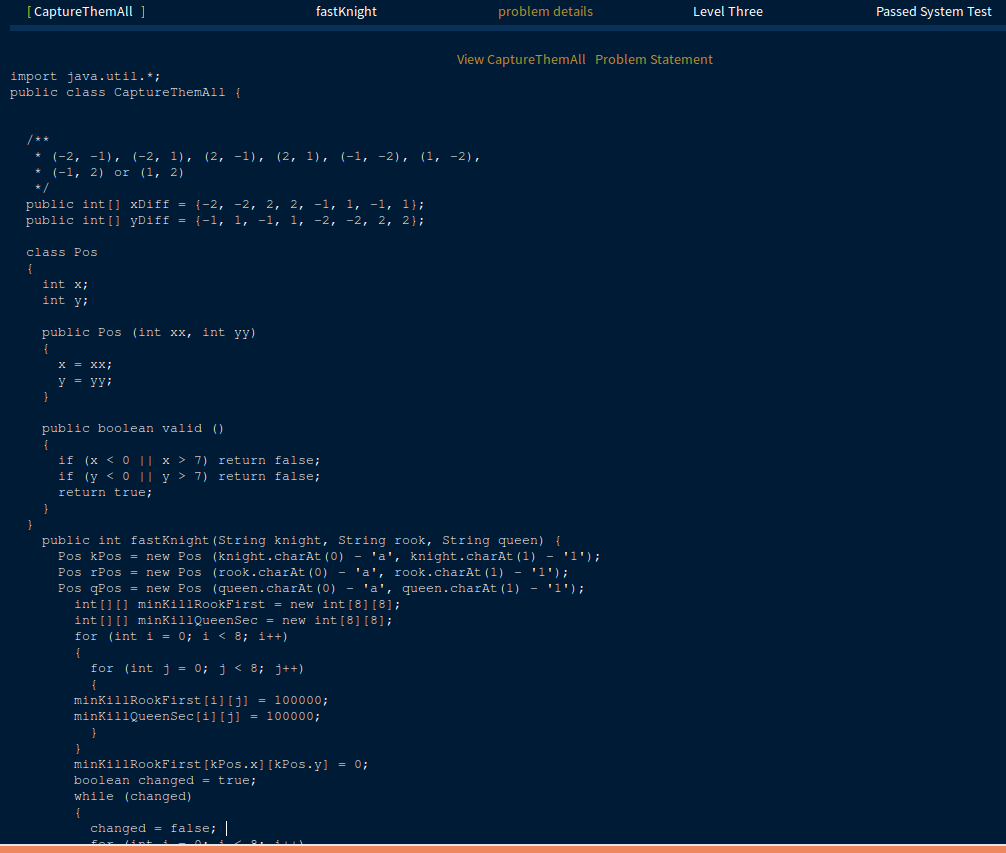 [ CaptureThemAll ] fastKnight problem details Level Three Passed System Test
View CaptureThemAll Problem Statement
import java.util.*;
public class CaptureThemAll {
/**
* (-2, -1), (-2, 1), (2, -1), (2, 1), (-1, -2), (1, -2),
* (-1, 2) or (1, 2)
*/
public int[] xDiff = {-2, -2, 2, 2, -1, 1, -1, 1};
public int[] yDiff = {-1, 1, -1, 1, -2, -2, 2, 2};
class Pos
{
int x;
int y;
public Pos (int xx, int yy)
{
x = xx;
y = yy;
}
public boolean valid ()
{
if (x < 0 || x > 7) return false;
if (y < 0 || y > 7) return false;
return true;
}
}
public int fastKnight(String knight, String rook, String queen) {
Pos kPos = new Pos (knight.charAt(0) - 'a', knight.charAt(1) - '1');
Pos rPos = new Pos (rook.charAt(0) - 'a', rook.charAt(1) - '1');
Pos qPos = new Pos (queen.charAt(0) - 'a', queen.charAt(1) - '1');
int[][] minKillRookFirst = new int[8][8];
int[][] minKillQueenSec = new int[8][8];
for (int i = 0; i < 8; i++)
{
for (int j = 0; j < 8; j++)
{
minKillRookFirst[i][j] = 100000;
minKillQueenSec[i][j] = 100000;
}
}
minKillRookFirst[kPos.x][kPos.y] = 0;
boolean changed = true;
while (changed)
{
changed = false;
for (int i = 0; i < 8; i++)